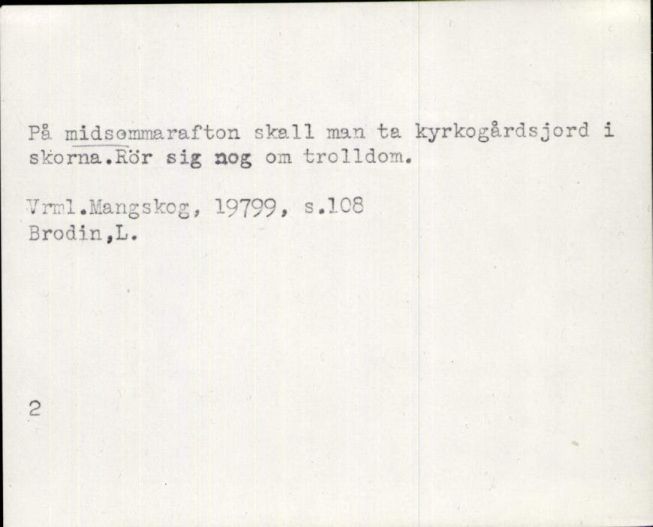 På midsommarafton skall man ta kyrkogårdsjord i
skorna.Rör sig nog om trolldom.
Vrml.Mangskog, 19799, s.108
Brodin,L.
2